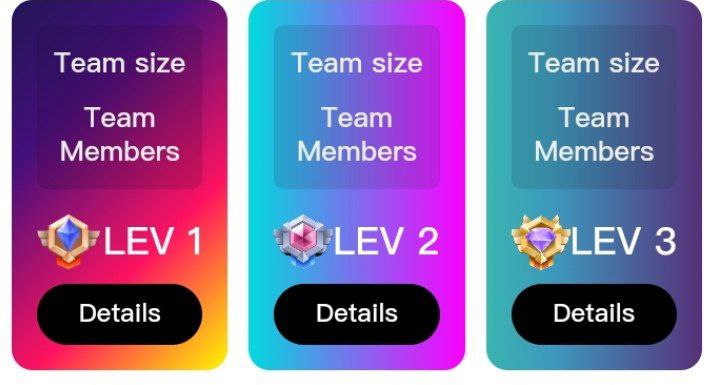 Team size
Team
Members
LEV 1
Details
Team size
Team
Members
LEV 2
Details
Team size
Team
Members
LEV 3
Details